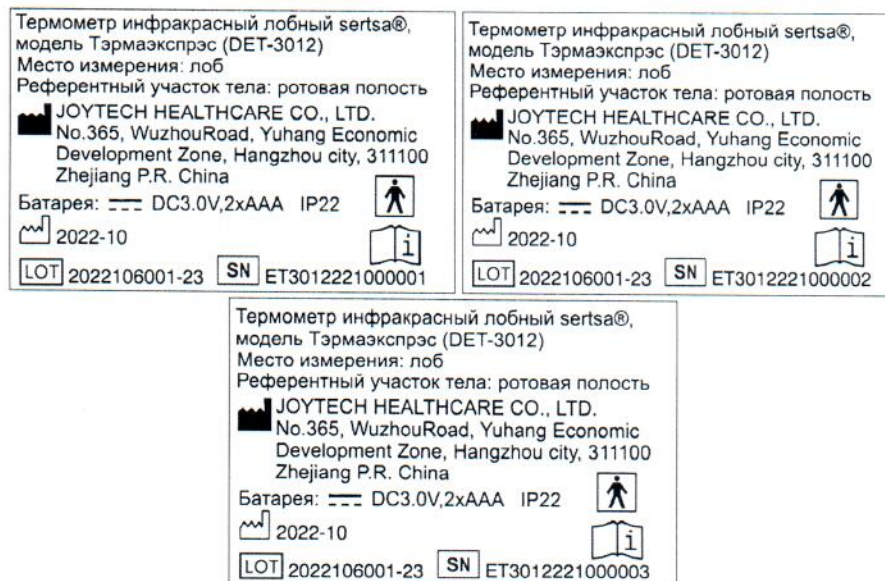 Термометр инфракрасный лобный sertsa®,
модель Тэрмаэкспрэс (DET-3012)
Место измерения: лоб
Референтный участок тела: ротовая полость
JOYTECH HEALTHCARE CO., LTD.
No.365, WuzhouRoad, Yuhang Economic
Development Zone, Hangzhou city, 311100
Zhejiang P.R. China
Батарея: DC3.0V,2xAAA IP22
2022-10
LOT 2022106001-23 SN ET3012221000001
Термометр инфракрасный лобный sertsa®,
модель Тэрмаэкспрэс (DET-3012)
Место измерения: лоб
Референтный участок тела: ротовая полость
JOYTECH HEALTHCARE CO., LTD.
No.365, WuzhouRoad, Yuhang Economic
Development Zone, Hangzhou city, 311100
Zhejiang P.R. China
Батарея: DC3.0V,2xAAA IP22
2022-10
LOT 2022106001-23 SN ET3012221000002
Термометр инфракрасный лобный sertsa®,
модель Тэрмаэкспрэс (DET-3012)
Место измерения: лоб
Референтный участок тела: ротовая полость
JOYTECH HEALTHCARE CO., LTD.
No.365, WuzhouRoad, Yuhang Economic
Development Zone, Hangzhou city, 311100
Zhejiang P.R. China
Батарея: DC3.0V,2xAAA IP22
2022-10
LOT 2022106001-23 SN ET3012221000003